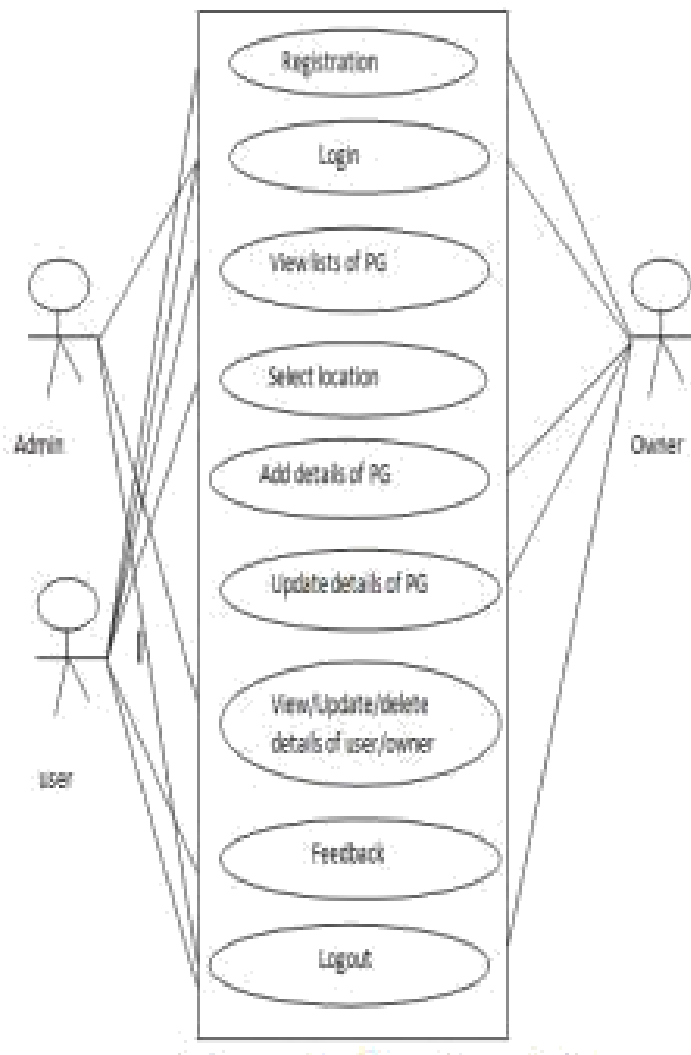 Registration
Login
View lists of PG
Select location
Admin
Owner
Add details of PG
Update details of PG
View/Update/delete
details of user/owner
user
Feedback
Logout